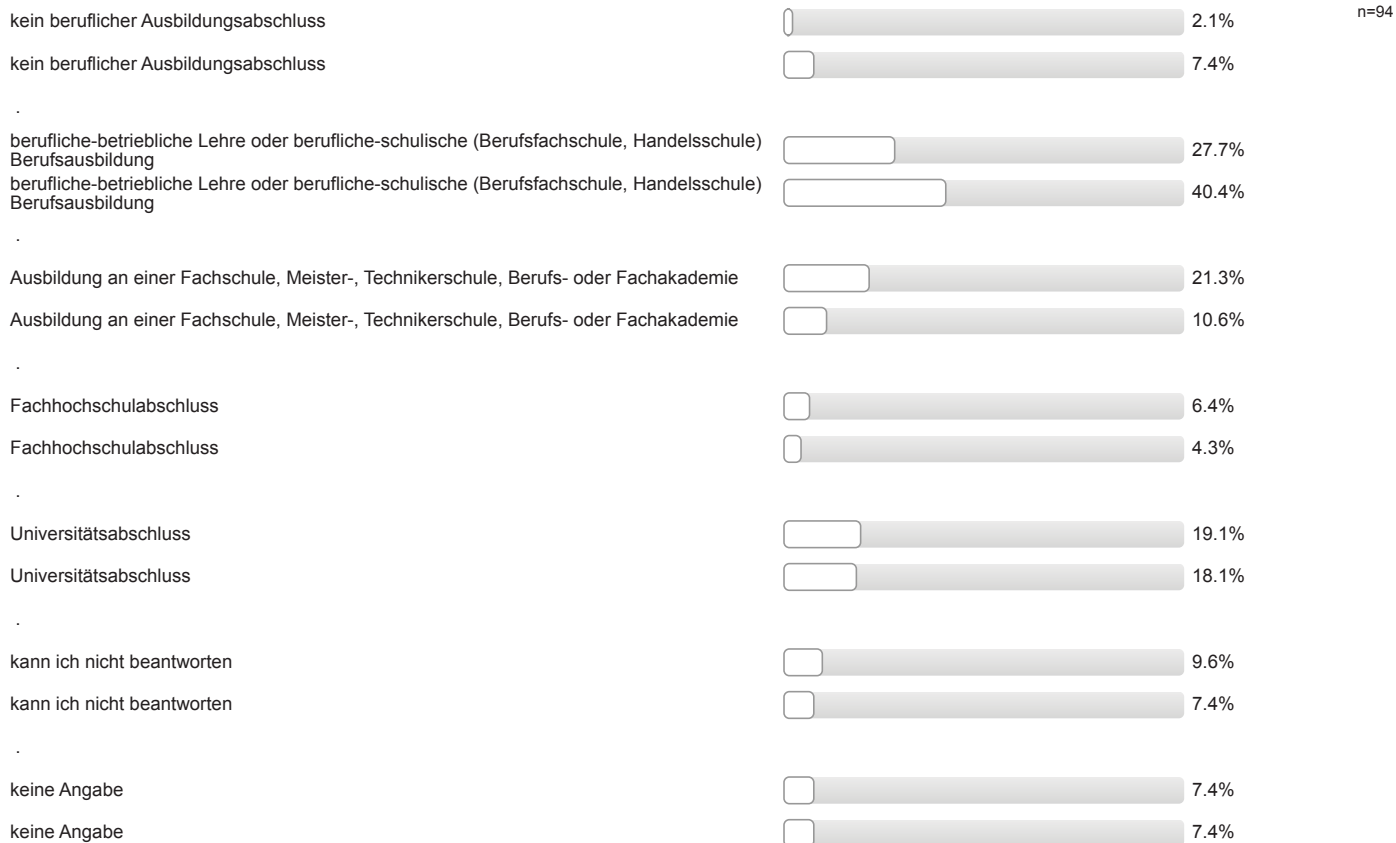 kein beruflicher Ausbildungsabschluss 2.1% n=94
kein beruflicher Ausbildungsabschluss 7.4%
.
berufliche-betriebliche Lehre oder berufliche-schulische (Berufsfachschule, Handelsschule)
Berufsausbildung 27.7%
berufliche-betriebliche Lehre oder berufliche-schulische (Berufsfachschule, Handelsschule)
Berufsausbildung 40.4%
.
Ausbildung an einer Fachschule, Meister-, Technikerschule, Berufs- oder Fachakademie 21.3%
Ausbildung an einer Fachschule, Meister-, Technikerschule, Berufs- oder Fachakademie 10.6%
.
Fachhochschulabschluss 6.4%
Fachhochschulabschluss 4.3%
.
Universitätsabschluss 19.1%
Universitätsabschluss 18.1%
.
kann ich nicht beantworten 9.6%
kann ich nicht beantworten 7.4%
.
keine Angabe 7.4%
keine Angabe 7.4%